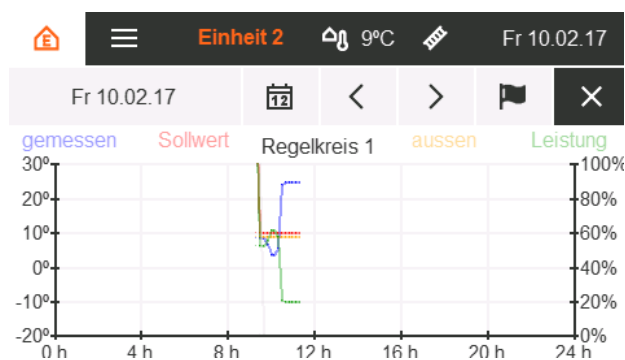 E Einheit 2 9ºC Fr 10.02.17
Fr 10.02.17 12
gemessen Sollwert Regelkreis 1 aussen Leistung
30º 100%
20º 80%
10º 60%
0º 40%
-10º 20%
-20º 0%
0 h 4 h 8 h 12 h 16 h 20 h 24 h